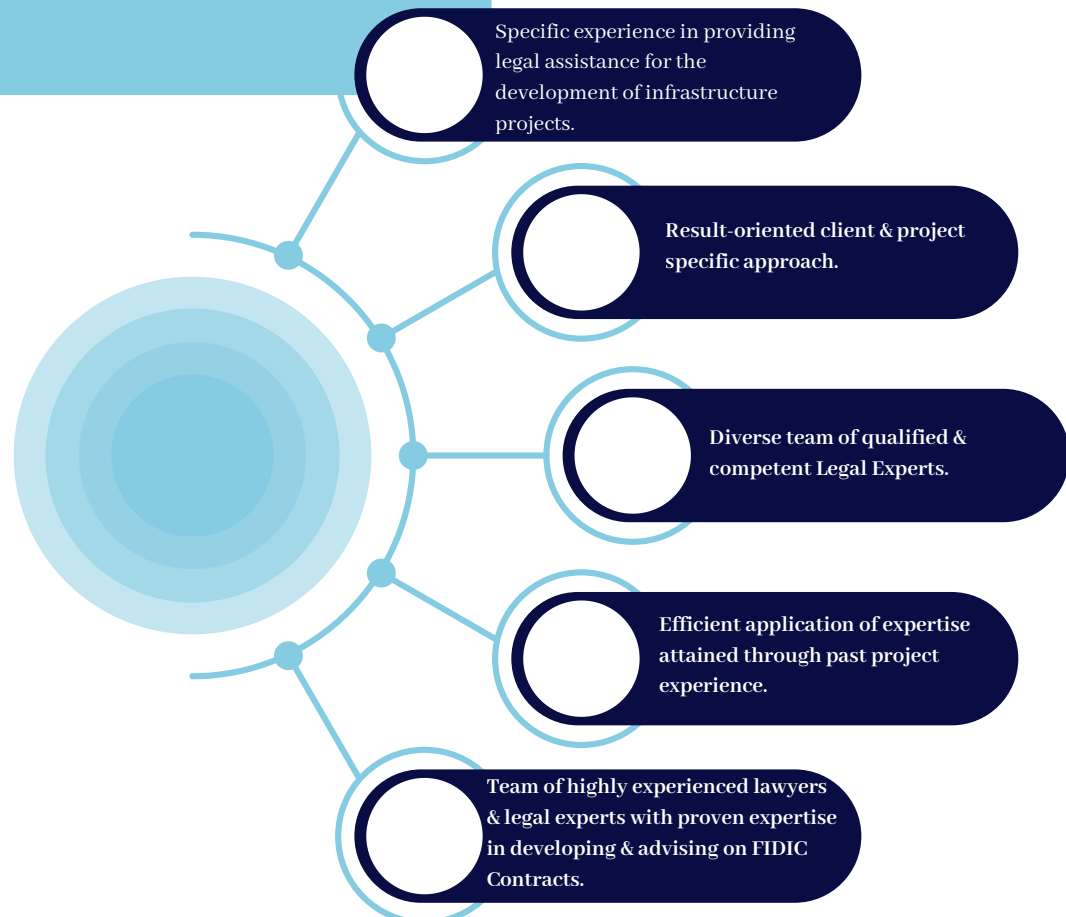 Specific experience in providing
legal assistance for the
development of infrastructure
projects.
Result-oriented client & project
specific approach.
Diverse team of qualified &
competent Legal Experts.
Efficient application of expertise
attained through past project
experience.
Team of highly experienced lawyers
& legal experts with proven expertise
in developing & advising on FIDIC
Contracts.